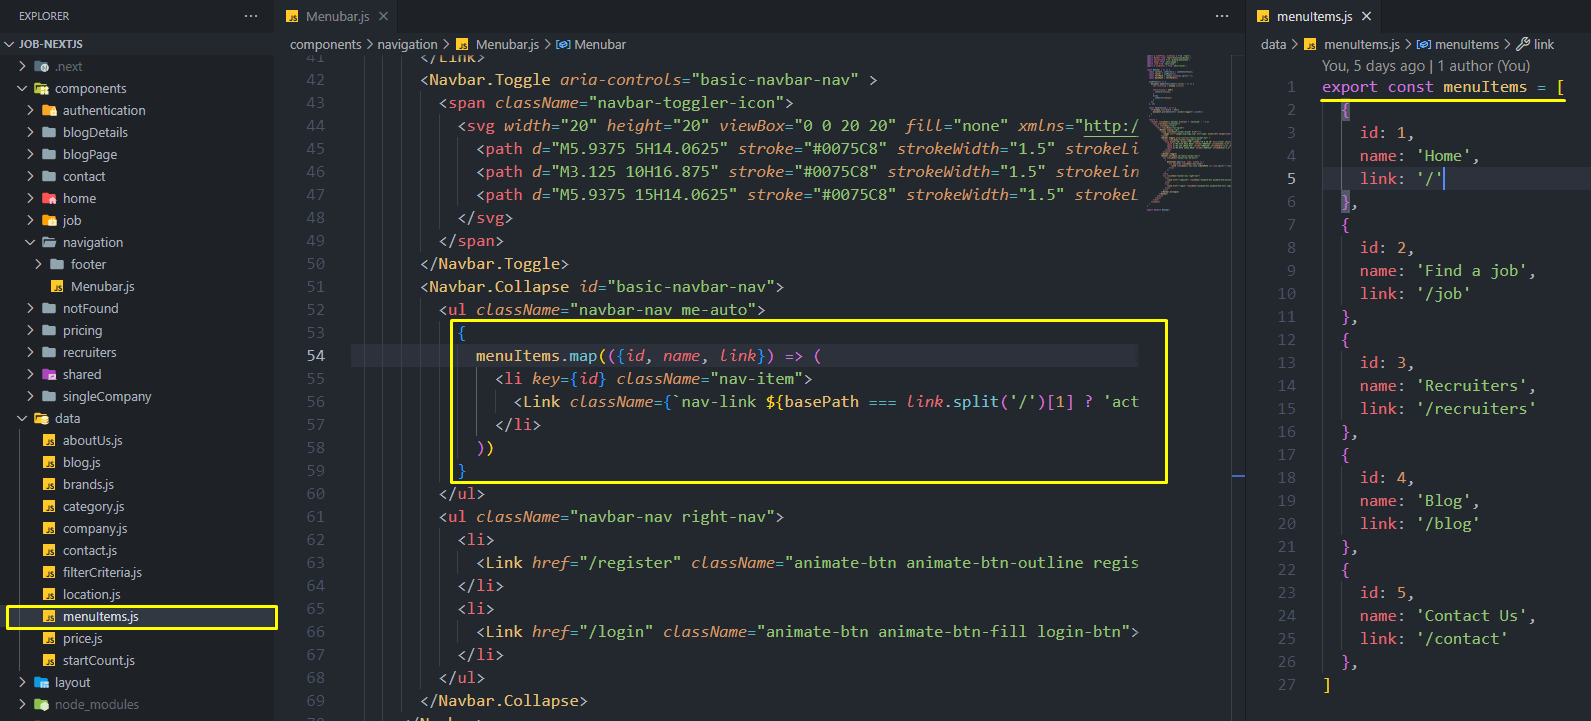 EXPLORER
JOB-NEXTJS
.next
components
authentication
blogDetails
blogPage
contact
home
job
navigation
footer
Menubar.js
notFound
pricing
recruiters
shared
singleCompany
data
aboutUs.js
blog.js
brands.js
category.js
company.js
contact.js
filterCriteria.js
location.js
menuItems.js
price.js
startCount.js
layout
node_modules
Menubar.js
components > navigation > Menubar.js > Menubar
41 </Link>
42 <Navbar.Toggle aria-controls="basic-navbar-nav" >
43 <span className="navbar-toggler-icon">
44 <svg width="20" height="20" viewBox="0 0 20 20" fill="none" xmlns="http:/
45 <path d="M5.9375 5H14.0625" stroke="#0075C8" strokeWidth="1.5" strokeLi
46 <path d="M3.125 10H16.875" stroke="#0075C8" strokeWidth="1.5" strokeLin
47 <path d="M5.9375 15H14.0625" stroke="#0075C8" strokeWidth="1.5" strokeL
48 </svg>
49 </span>
50 </Navbar.Toggle>
51 <Navbar.Collapse id="basic-navbar-nav">
52 <ul className="navbar-nav me-auto">
53 {
54 menuItems.map(({id, name, link}) => (
55 <li key={id} className="nav-item">
56 <Link className={`nav-link ${basePath === link.split('/')[1] ? 'act
57 </li>
58 ))
59 }
60 </ul>
61 <ul className="navbar-nav right-nav">
62 <li>
63 <Link href="/register" className="animate-btn animate-btn-outline regis
64 </li>
65 <li>
66 <Link href="/login" className="animate-btn animate-btn-fill login-btn">
67 </li>
68 </ul>
69 </Navbar.Collapse>
menuItems.js
data > menuItems.js > menuItems > link
You, 5 days ago | 1 author (You)
1 export const menuItems = [
2 {
3 id: 1,
4 name: 'Home',
5 link: '/'
6 },
7 {
8 id: 2,
9 name: 'Find a job',
10 link: '/job'
11 },
12 {
13 id: 3,
14 name: 'Recruiters',
15 link: '/recruiters'
16 },
17 {
18 id: 4,
19 name: 'Blog',
20 link: '/blog'
21 },
22 {
23 id: 5,
24 name: 'Contact Us',
25 link: '/contact'
26 },
27 ]